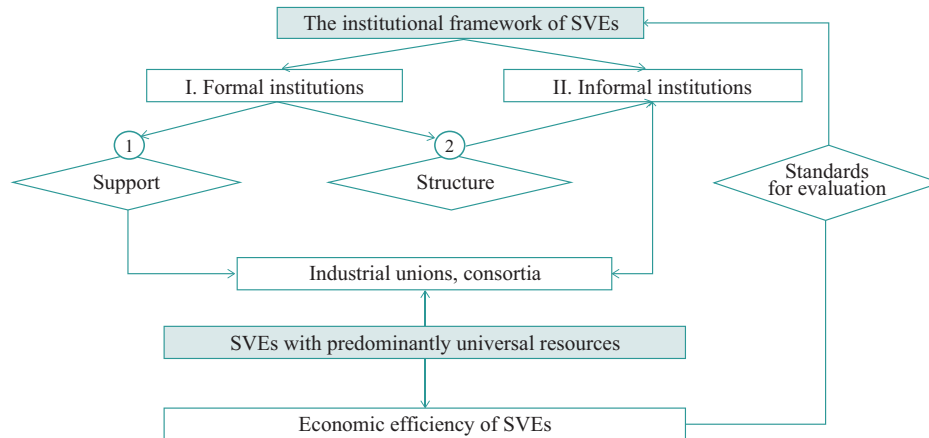 The institutional framework of SVEs
I. Formal institutions
II. Informal institutions
1
2
Support
Structure
Standards
for evaluation
Industrial unions, consortia
SVEs with predominantly universal resources
Economic efficiency of SVEs